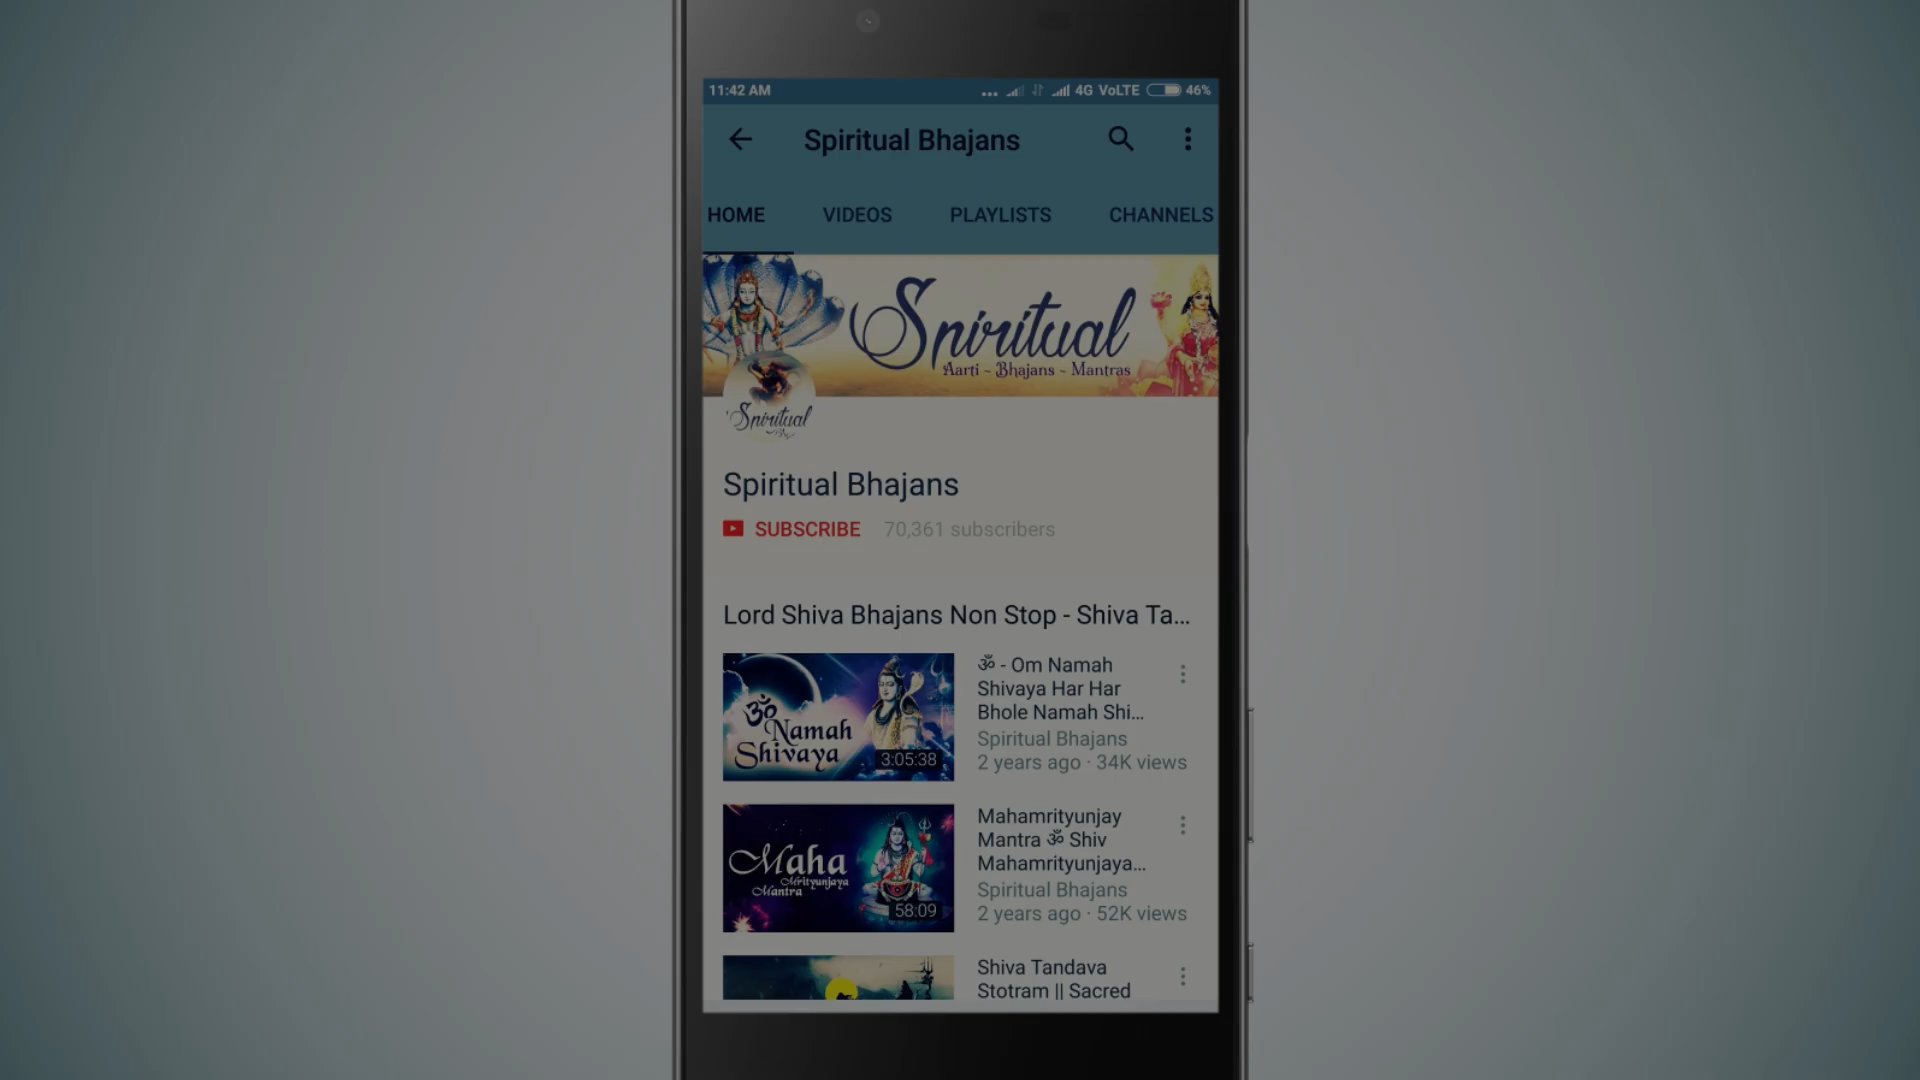 11:42 AM ... 4G VoLTE 46%
Spiritual Bhajans
HOME VIDEOS PLAYLISTS CHANNELS
Spiritual
Aarti ~ Bhajans ~ Mantras
Spiritual
Spiritual Bhajans
SUBSCRIBE 70,361 subscribers
Lord Shiva Bhajans Non Stop - Shiva Ta...
ॐ Namah
Shivaya
3:05:38
ॐ - Om Namah
Shivaya Har Har
Bhole Namah Shi...
Spiritual Bhajans
2 years ago · 34K views
Maha
Mrityunjaya
Mantra
58:09
Mahamrityunjay
Mantra ॐ Shiv
Mahamrityunjaya...
Spiritual Bhajans
2 years ago · 52K views
Shiva Tandava
Stotram || Sacred